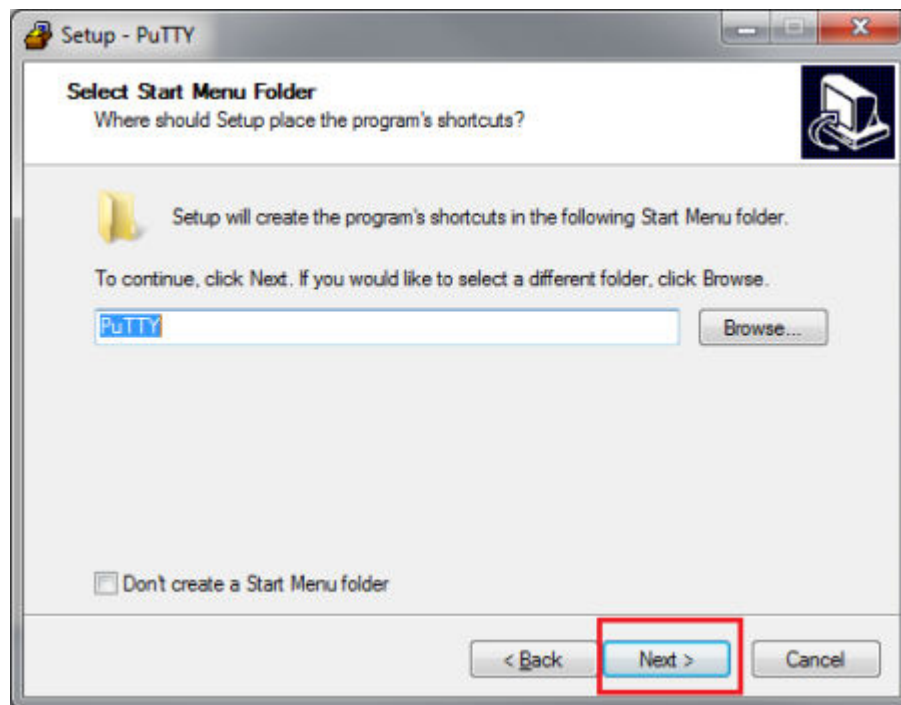 Setup - PuTTY
Select Start Menu Folder
Where should Setup place the program's shortcuts?
Setup will create the program's shortcuts in the following Start Menu folder.
To continue, click Next. If you would like to select a different folder, click Browse.
PuTTY
Browse...
Don't create a Start Menu folder
< Back
Next >
Cancel